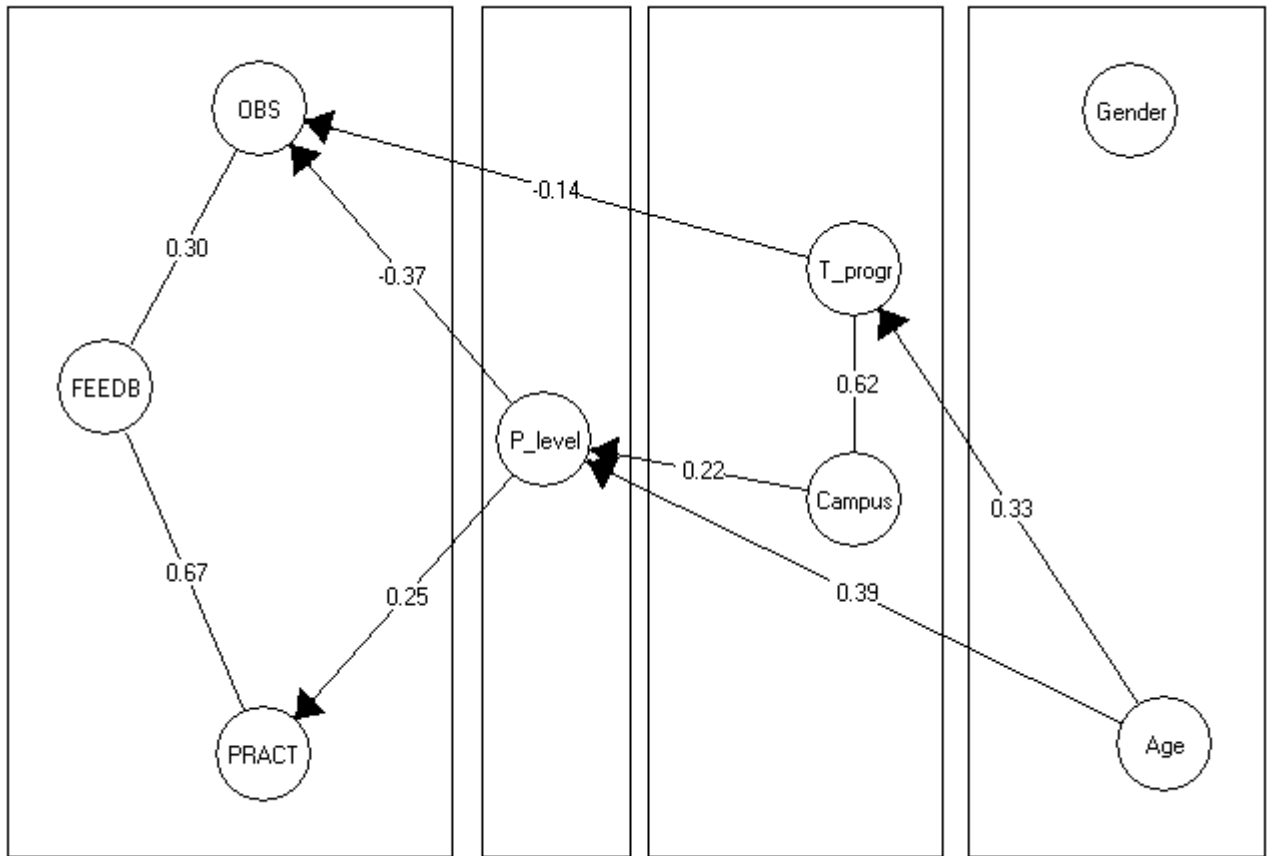 OBS
Gender
-0.14
0.30
T_progr
-0.37
FEEDB
0.62
P_level
0.22
Campus
0.33
0.67
0.25
0.39
PRACT
Age